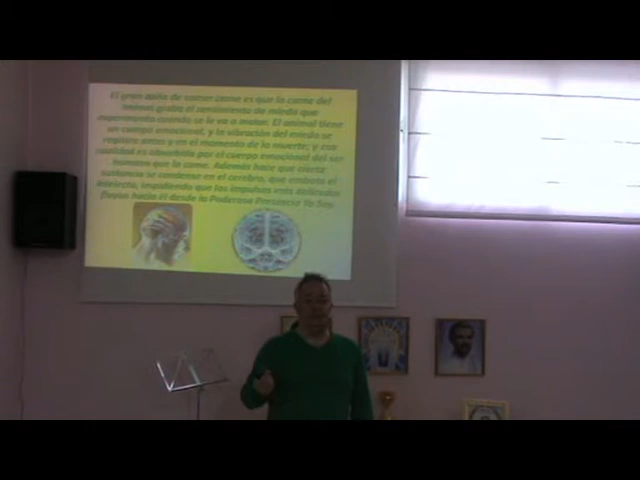 El gran daño de comer carne es que la carne del
animal graba el sentimiento de miedo que
experimenta cuando se le va a matar. El animal tiene
un cuerpo emocional, y la vibración del miedo se
registra antes y en el momento de la muerte; y esa
cualidad es absorbida por el cuerpo emocional del ser
humano que la come. Además hace que cierta
sustancia se condense en el cerebro, que embota el
intelecto, impidiendo que los impulsos más delicados
fluyan hacia él desde la Poderosa Presencia Yo Soy